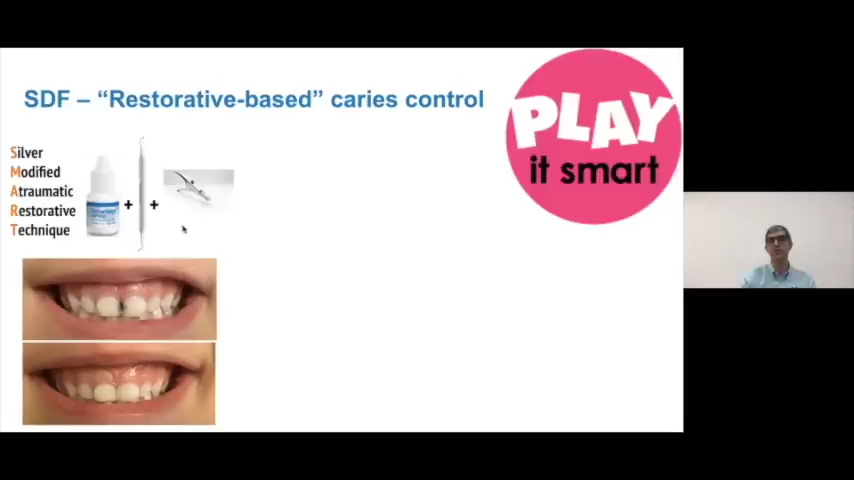 SDF – “Restorative-based” caries control
PLAY
it smart
Silver
Modified
Atraumatic
Restorative
Technique
+
+